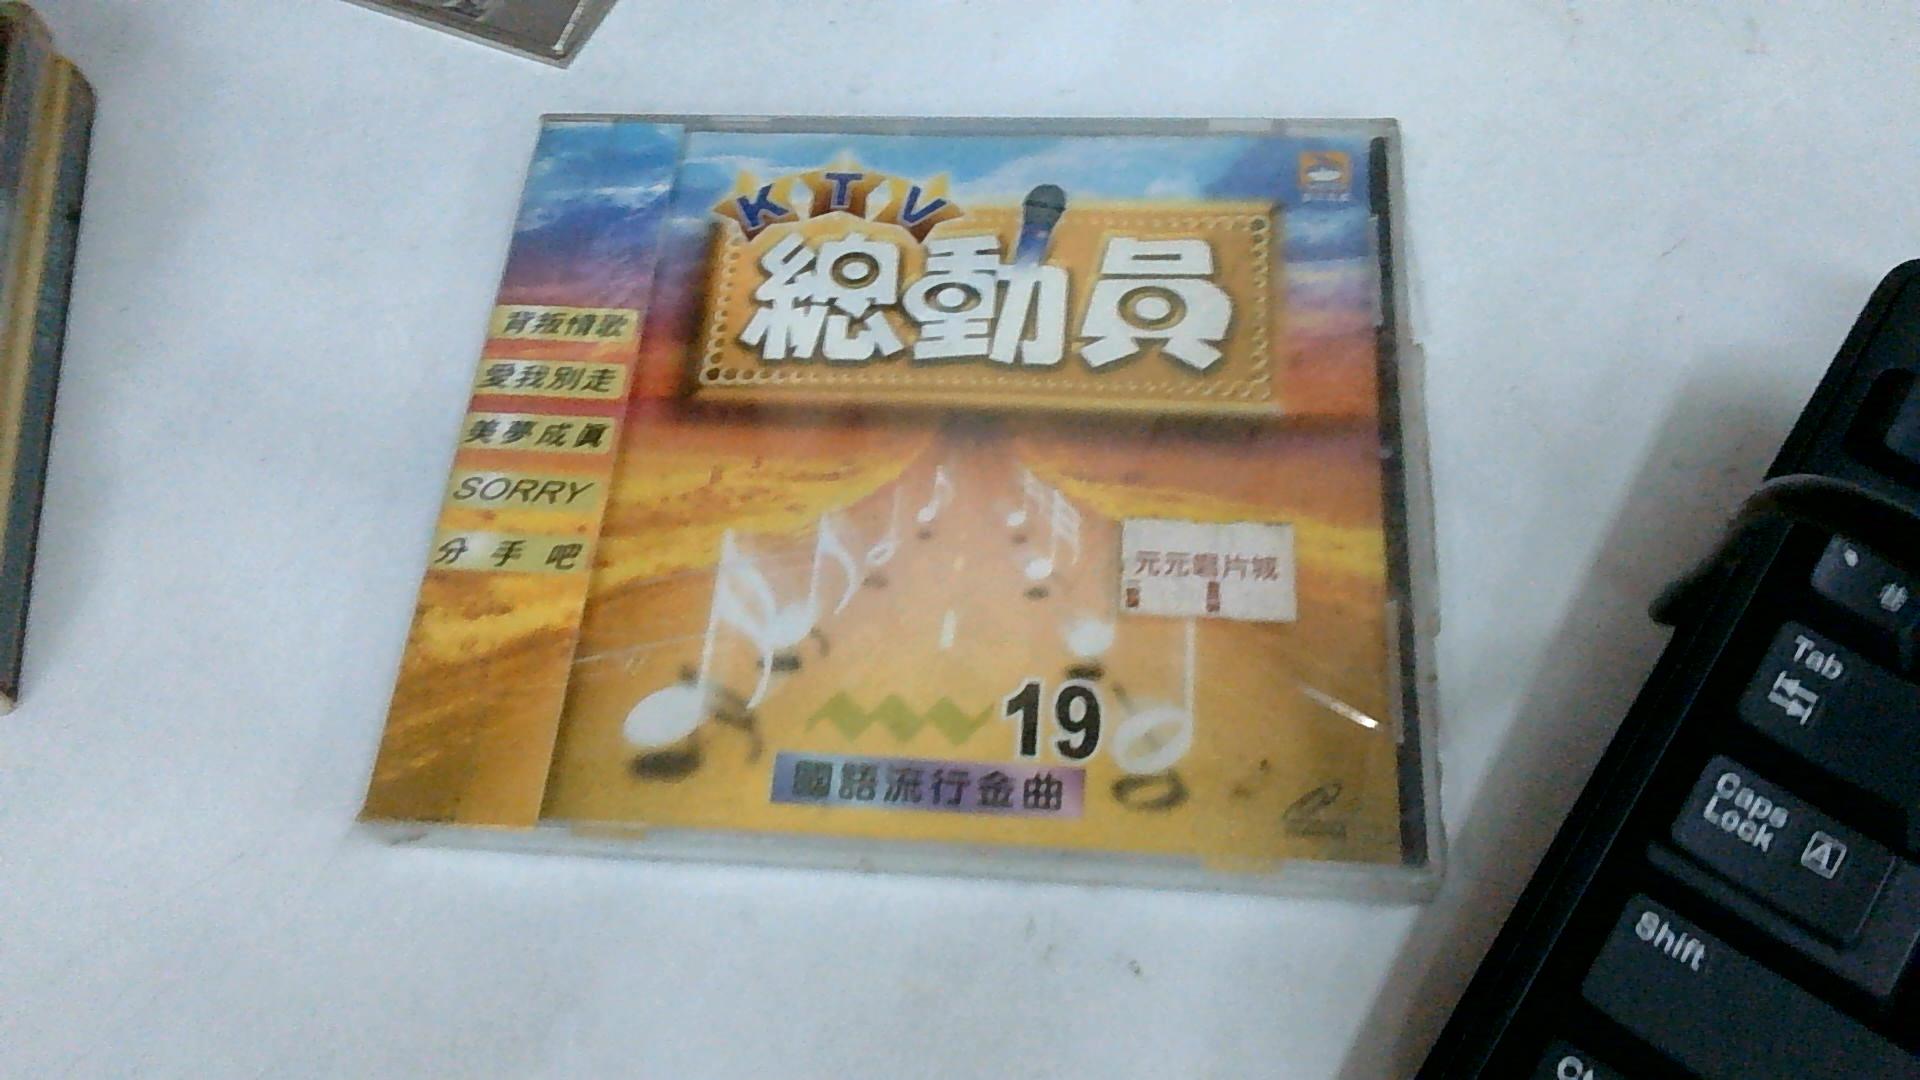 KTV
總動員
背叛情歌
愛我別走
美夢成真
SORRY
分手吧
元元唱片城
19
國語流行金曲
Tab
Caps
Lock
A
Shift